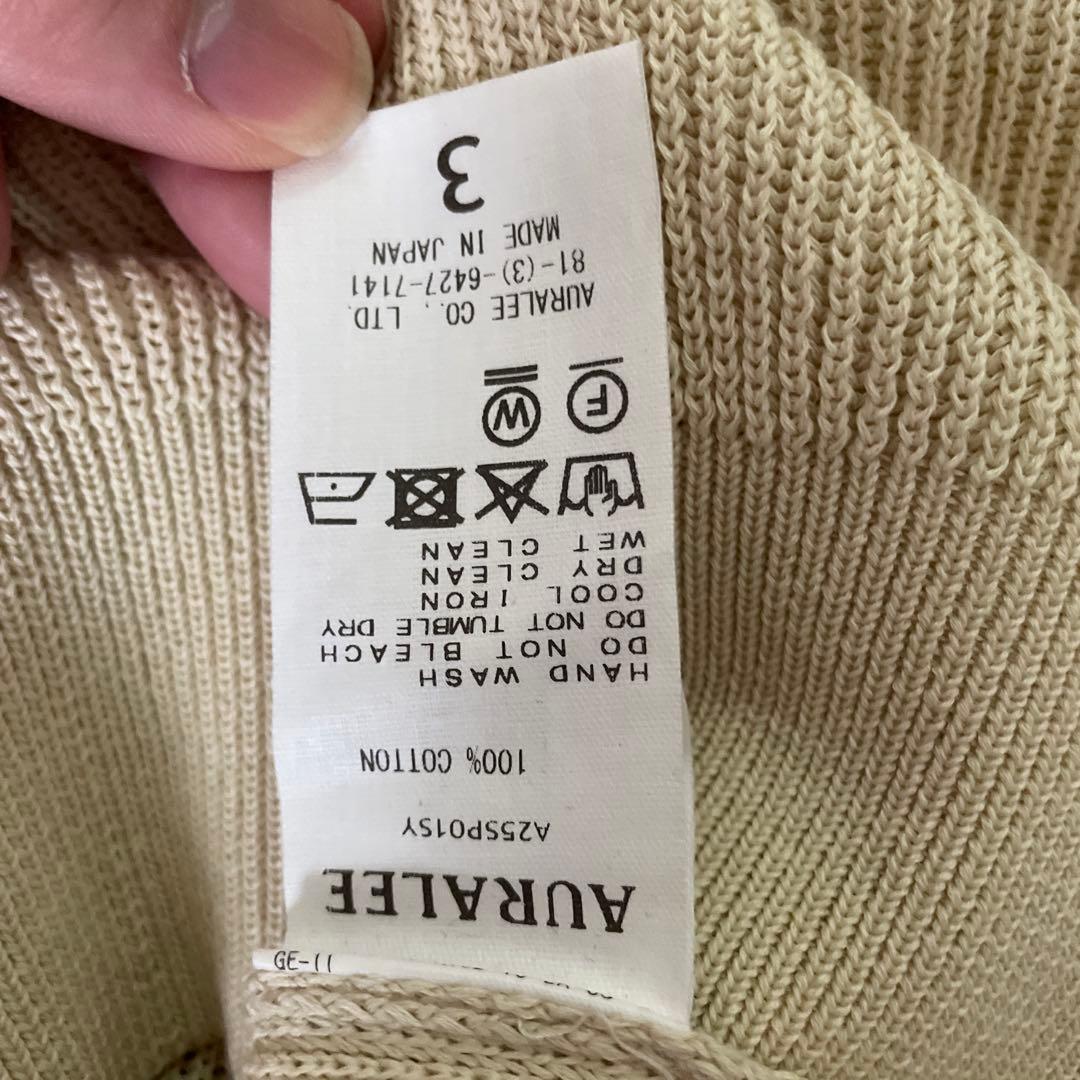 AURALEE
A25SP01SY
100% COTTON
HAND WASH
DO NOT BLEACH
DO NOT TUMBLE DRY
COOL IRON
DRY CLEAN
WET CLEAN
F W
AURALEE CO., LTD.
81-(3)-6427-7141
MADE IN JAPAN
3
GE-11